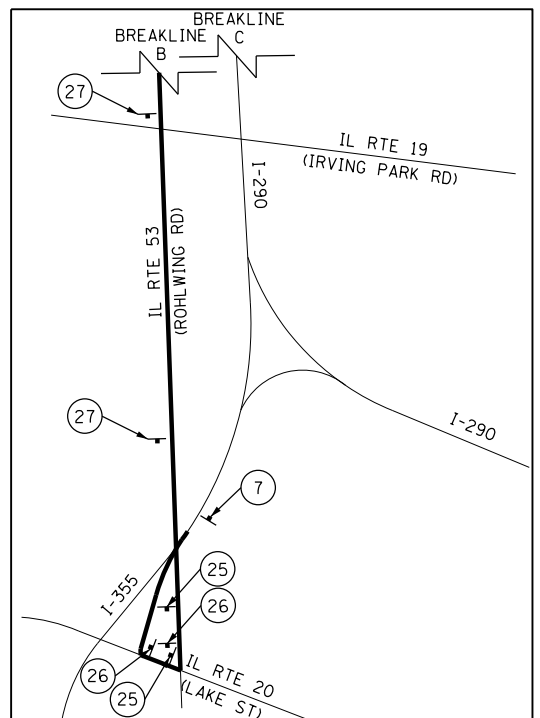 BREAKLINE
C
BREAKLINE
B
27
IL RTE 19
(IRVING PARK RD)
I-290
IL RTE 53
(ROHLWING RD)
27
I-290
7
25
I-355
26
IL RTE 20
(LAKE ST)
26
25